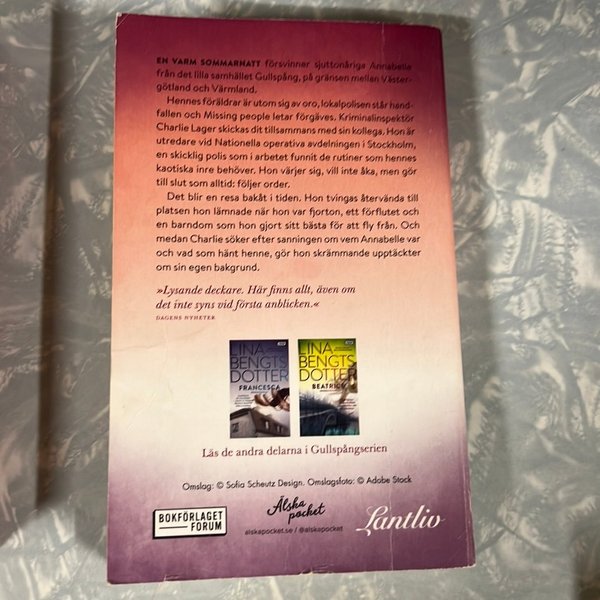 EN VARM SOMMARNATT försvinner sjuttonåriga Annabelle
från det lilla samhället Gullspång, på gränsen mellan Väster-
götland och Värmland.
Hennes föräldrar är utom sig av oro, lokalpolisen står hand-
fallen och Missing people letar förgäves. Kriminalinspektör
Charlie Lager skickas dit tillsammans med sin kollega. Hon är
utredare vid Nationella operativa avdelningen i Stockholm,
en skicklig polis som i arbetet funnit de rutiner som hennes
kaotiska inre behöver. Hon värjer sig, vill inte åka, men gör
till slut som alltid: följer order.
Det blir en resa bakåt i tiden. Hon tvingas återvända till
platsen hon lämnade när hon var fjorton, ett förflutet och
en barndom som hon gjort sitt bästa för att fly från. Och
medan Charlie söker efter sanningen om vem Annabelle var
och vad som hänt henne, gör hon skrämmande upptäckter
om sin egen bakgrund.
»Lysande deckare. Här finns allt, även om
det inte syns vid första anblicken.«
DAGENS NYHETER
LINA
BENGTS
DOTTER
FRANCESCA
LINA
BENGTS
DOTTER
BEATRICE
Läs de andra delarna i Gullspångserien
Omslag: © Sofia Scheutz Design. Omslagsfoto: © Adobe Stock
BOKFÖRLAGET
FORUM
Älska
pocket
alskapocket.se / @alskapocket
Lantliv